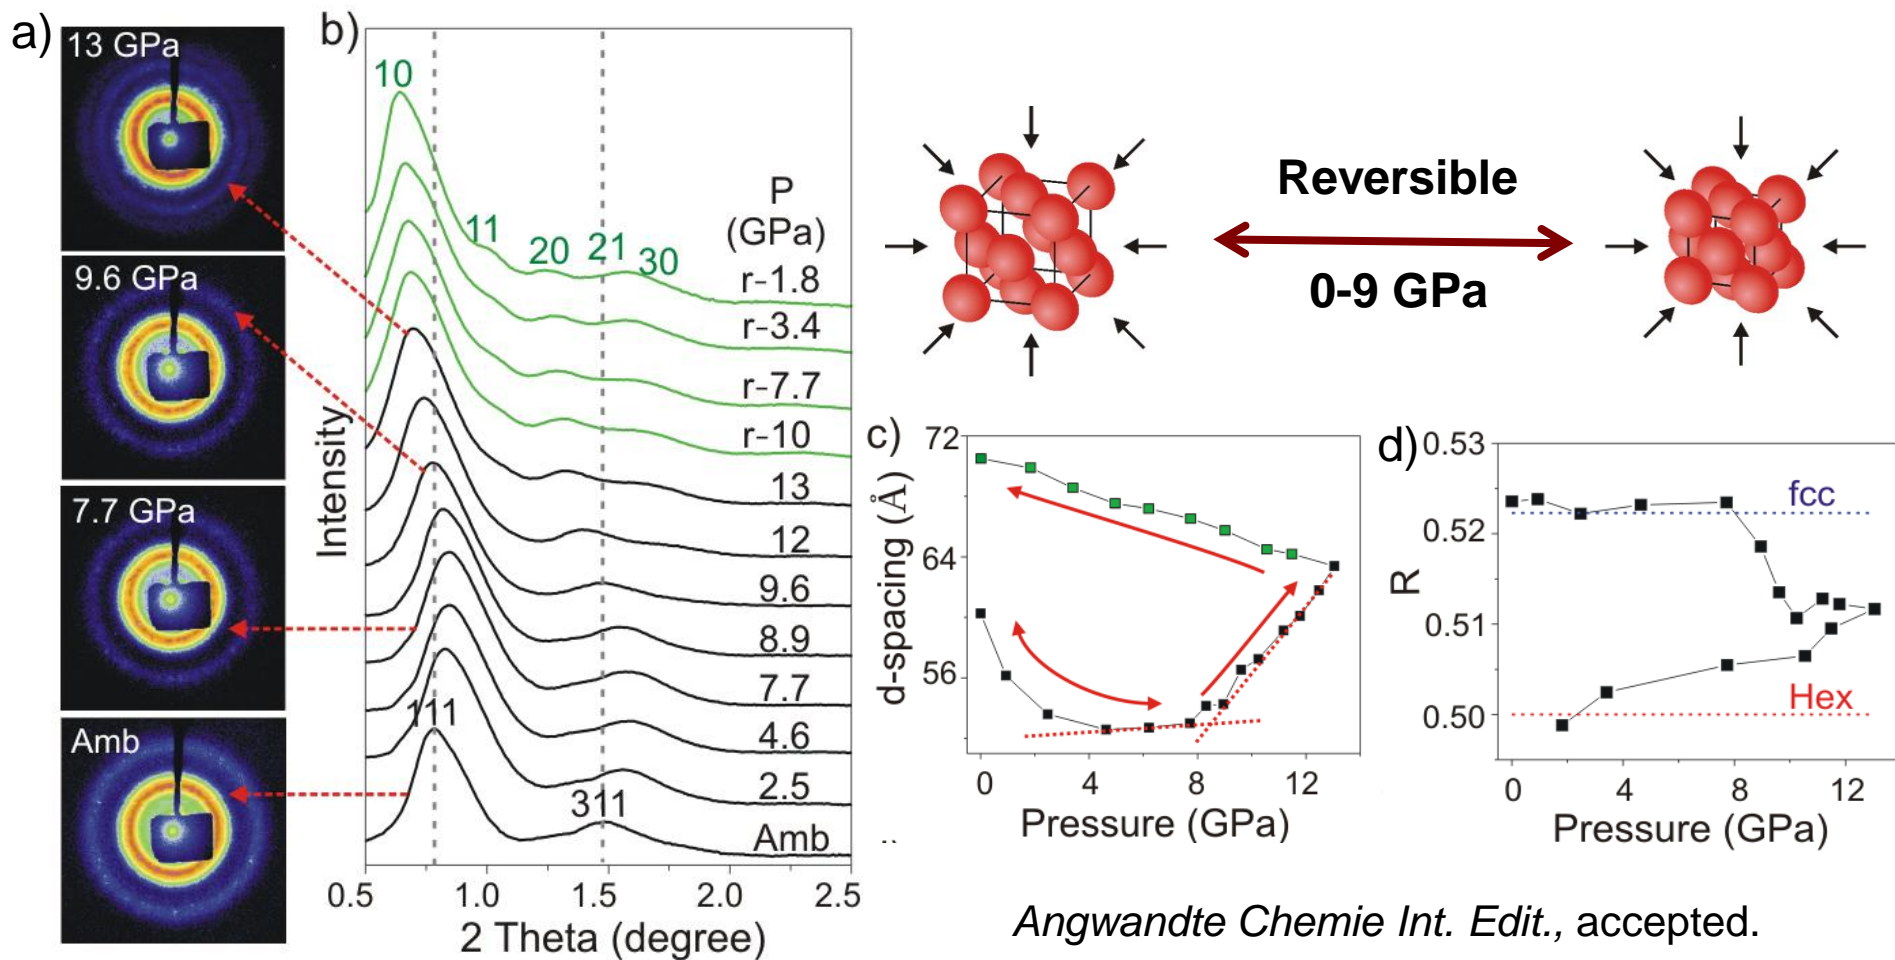 a)
13 GPa
9.6 GPa
7.7 GPa
Amb
b)
10
11
20
21
30
P
(GPa)
r-1.8
r-3.4
r-7.7
r-10
13
12
9.6
8.9
7.7
4.6
2.5
Amb
111
311
Intensity
0.5 1.0 1.5 2.0 2.5
2 Theta (degree)
Reversible
0-9 GPa
c)
72
64
56
d-spacing (Å)
0 4 8 12
Pressure (GPa)
d)
0.53
0.52
0.51
0.50
R
fcc
Hex
0 4 8 12
Pressure (GPa)
Angwandte Chemie Int. Edit., accepted.